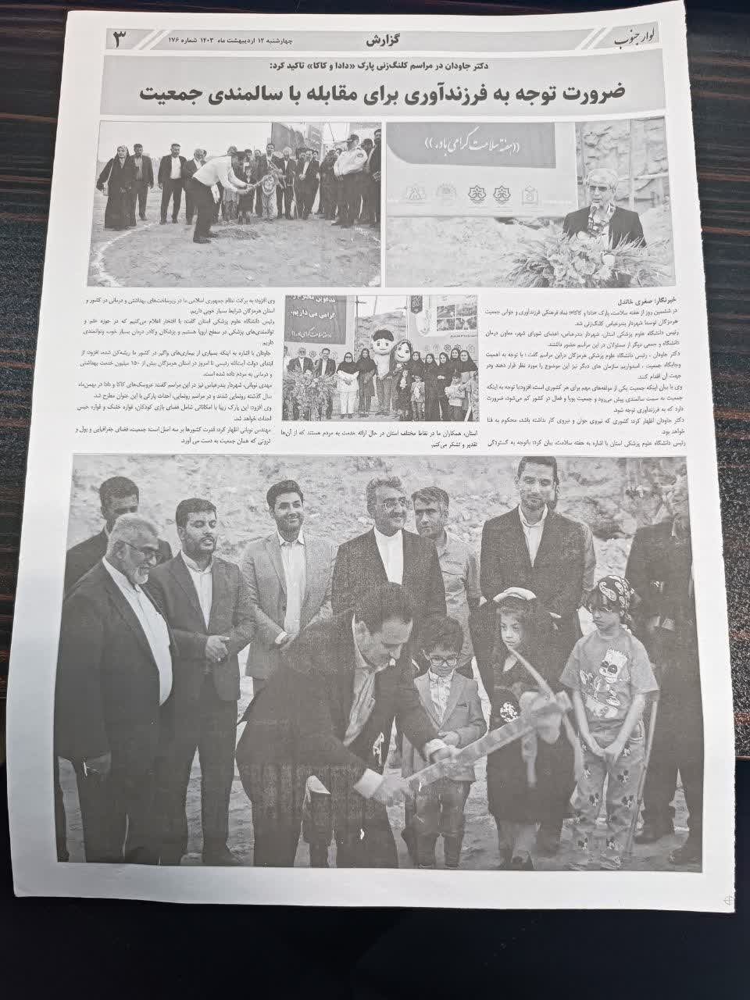 لوار جنوب
گزارش
چهارشنبه ۱۲ اردیبهشت ماه ۱۴۰۳ شماره ۱۷۶
۳
دکتر جاودان در مراسم کلنگ‌زنی پارک «دادا و کاکا» تاکید کرد:
ضرورت توجه به فرزندآوری برای مقابله با سالمندی جمعیت
((هفته سلامت گرامی باد.))
خبرنگار: صغری خاندل
در ششمین روز از هفته سلامت، پارک «دادا و کاکا»؛ نماد فرهنگی فرزندآوری و جوانی جمعیت
هرمزگان توسط شهردار بندرعباس کلنگ‌زنی شد.
رئیس دانشگاه علوم پزشکی استان، شهردار بندرعباس، اعضای شورای شهر، معاون درمان
دانشگاه و جمعی دیگر از مسئولان در این مراسم حضور داشتند.
دکتر جاودان ، رئیس دانشگاه علوم پزشکی هرمزگان دراین مراسم گفت ، با توجه به اهمیت
وجایگاه جمعیت ، امیدواریم سازمان های دیگر نیز این موضوع را مورد نظر قرار دهند ودر
جهت آن اقدام کنند.
وی با بیان اینکه جمعیت یکی از مولفه‌های مهم برای هر کشوری است، افزود:با توجه به اینکه
جمعیت به سمت سالمندی پیش می‌رود و جمعیت پویا و فعال در کشور کم می‌شود، ضرورت
دارد که به فرزندآوری توجه شود.
دکتر جاودان اظهار کرد: کشوری که نیروی جوان و نیروی کار نداشته باشد، محکوم به فنا
خواهد بود.
رئیس دانشگاه علوم پزشکی استان با اشاره به هفته سلامت، بیان کرد: باتوجه به گستردگی
گرامی می داریم.
استان، همکاران ما در نقاط مختلف استان در حال ارائه خدمت به مردم هستند که از آن‌ها
تقدیر و تشکر می‌کنم.
وی افزود: به برکت نظام جمهوری اسلامی ما در زیرساخت‌های بهداشتی و درمانی در کشور و
استان هرمزگان شرایط بسیار خوبی داریم.
رئیس دانشگاه علوم پزشکی استان گفت: با افتخار اعلام می‌کنیم که در حوزه علم و
توانمندی‌های پزشکی در سطح اروپا هستیم و پزشکان وکادر درمان بسیار خوب وتوانمندی
داریم.
جاودان با اشاره به اینکه بسیاری از بیماری‌های واگیر در کشور ما ریشه‌کن شده، افزود: از
ابتدای دولت آیت‌الله رئیسی تا امروز در استان هرمزگان بیش از ۱۵۰ میلیون خدمت بهداشتی
و درمانی به مردم داده شده است.
مهدی نوبانی، شهردار بندرعباس نیز در این مراسم گفت: عروسک‌های کاکا و دادا در بهمن‌ماه
سال گذشته رونمایی شدند و در مراسم رونمایی، احداث پارکی با این عنوان مطرح شد.
وی افزود: این پارک زیبا با امکاناتی شامل فضای بازی کودکان، فواره خشک و فواره خیس
احداث خواهد شد.
مهندس نوبانی اظهار کرد: قدرت کشورها بر سه اصل است: جمعیت، فضای جغرافیایی و پول و
ثروتی که همان جمعیت به دست می آورد.